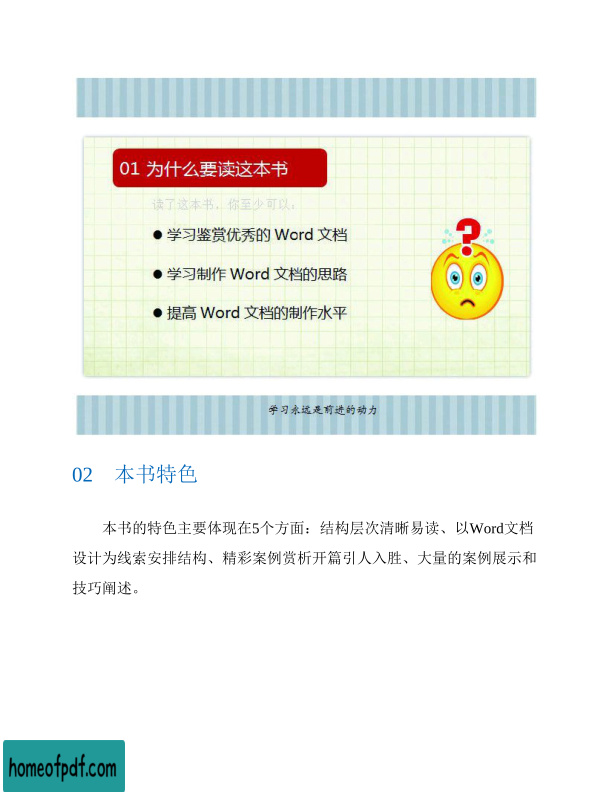 01 为什么要读这本书
读了这本书，你至少可以：
● 学习鉴赏优秀的 Word 文档
● 学习制作 Word 文档的思路
● 提高 Word 文档的制作水平
?
学习永远是前进的动力
02 本书特色
本书的特色主要体现在5个方面：结构层次清晰易读、以Word文档
设计为线索安排结构、精彩案例赏析开篇引人入胜、大量的案例展示和
技巧阐述。
homeofpdf.com